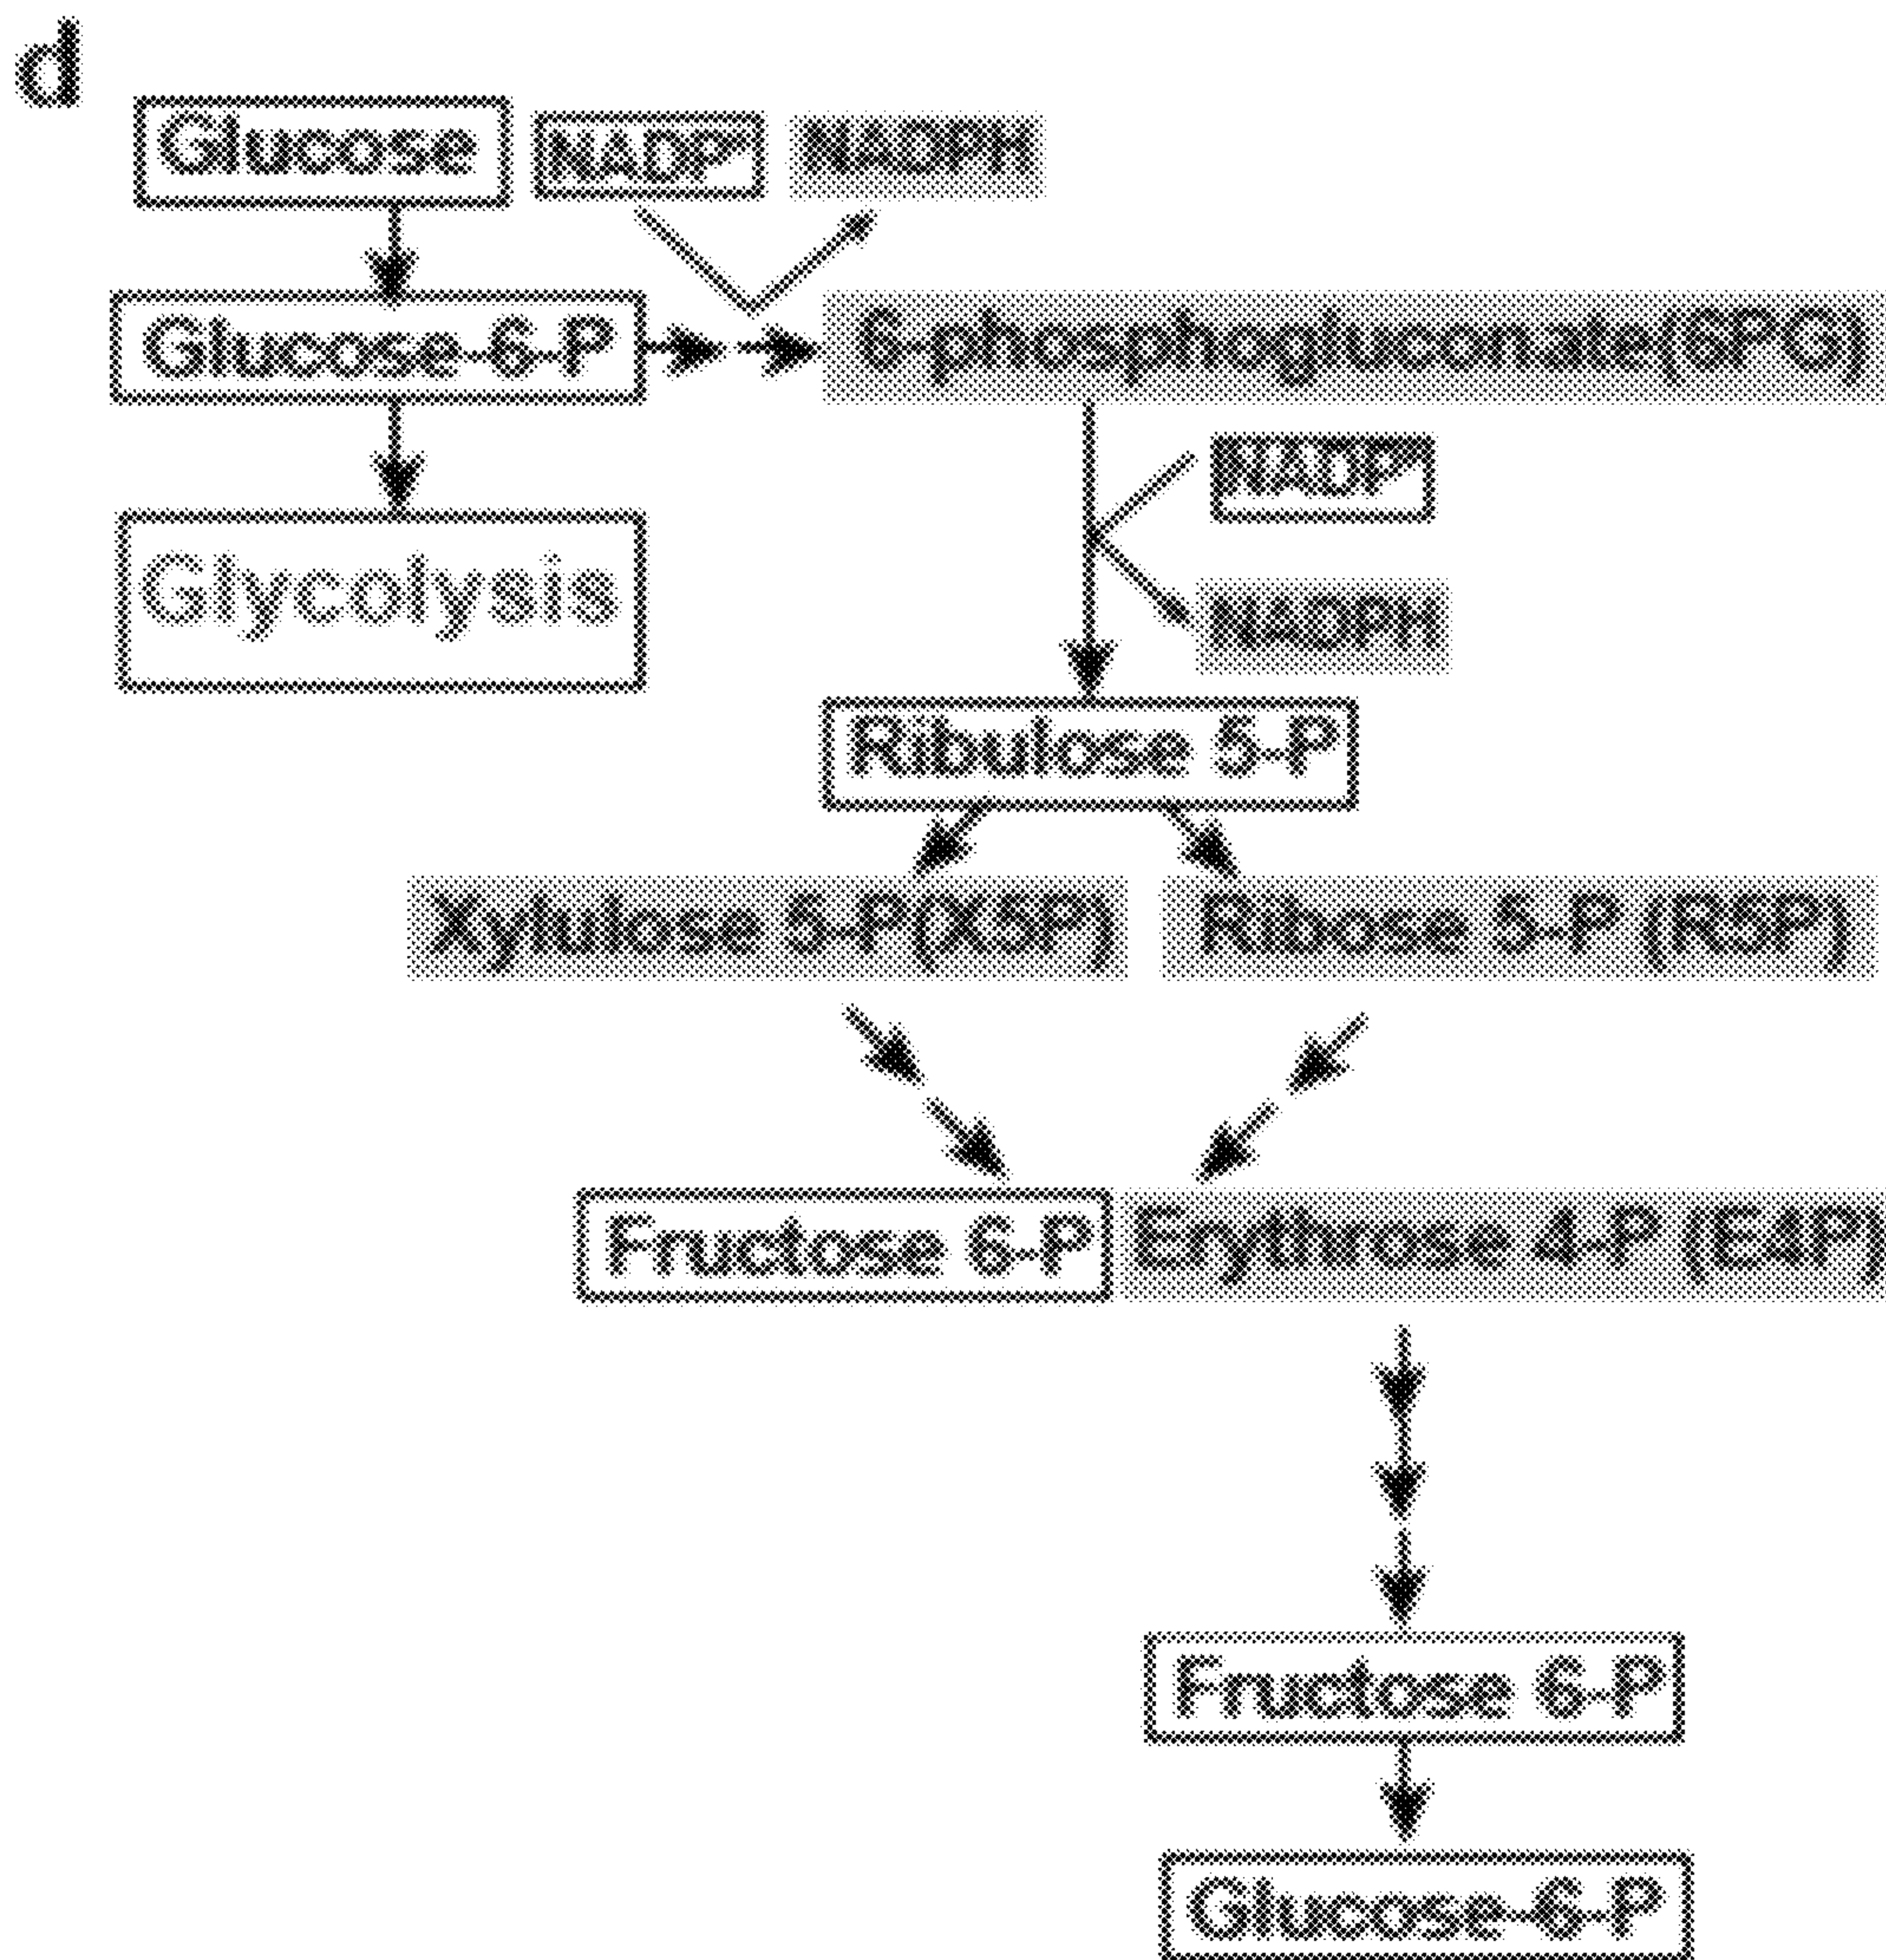 d
Glucose NADP⁺ NADPH
Glucose-6-P 6-phosphogluconate(6PG)
NADP⁺
Glycolysis
NADPH
Ribulose 5-P
Xylulose 5-P(X5P) Ribose 5-P (R5P)
Fructose 6-P Erythrose 4-P (E4P)
Fructose 6-P
Glucose-6-P